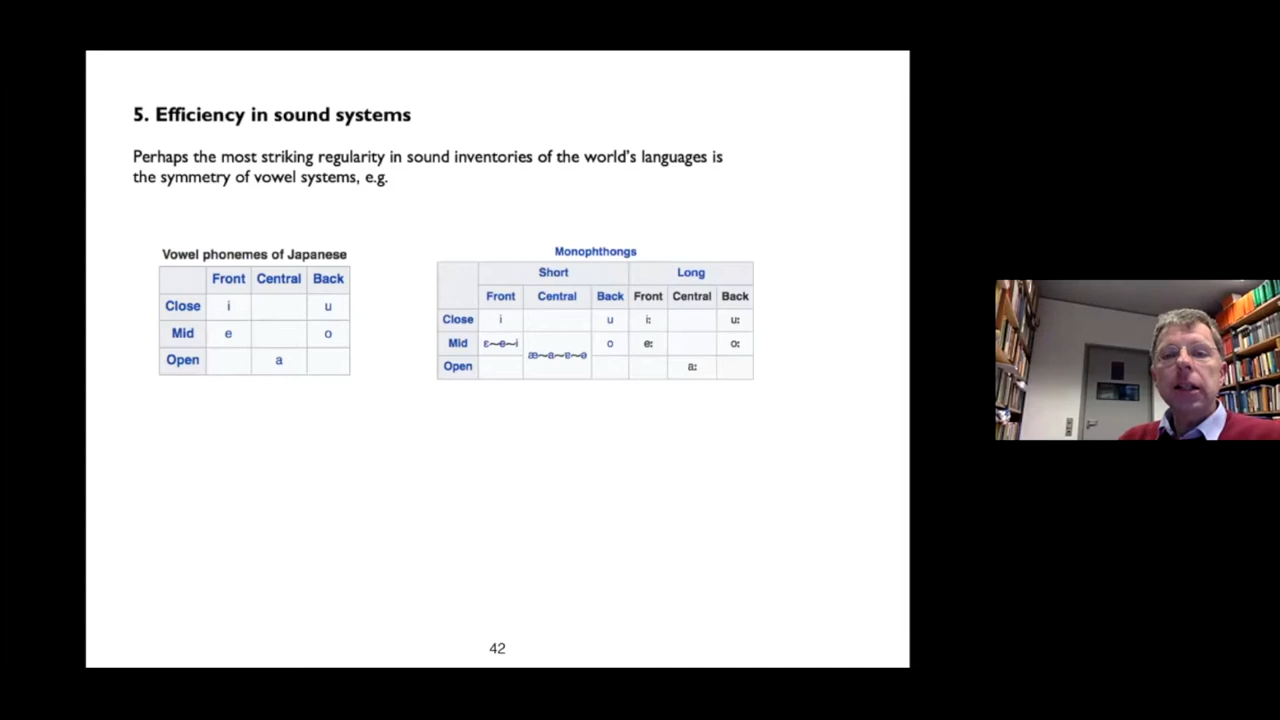 5. Efficiency in sound systems
Perhaps the most striking regularity in sound inventories of the world's languages is
the symmetry of vowel systems, e.g.
Vowel phonemes of Japanese
Front Central Back
Close i u
Mid e o
Open a
Monophthongs
Short Long
Front Central Back Front Central Back
Close i u iː uː
Mid ɛ~e~i o eː oː
æ~a~ɐ~ə
Open aː
42